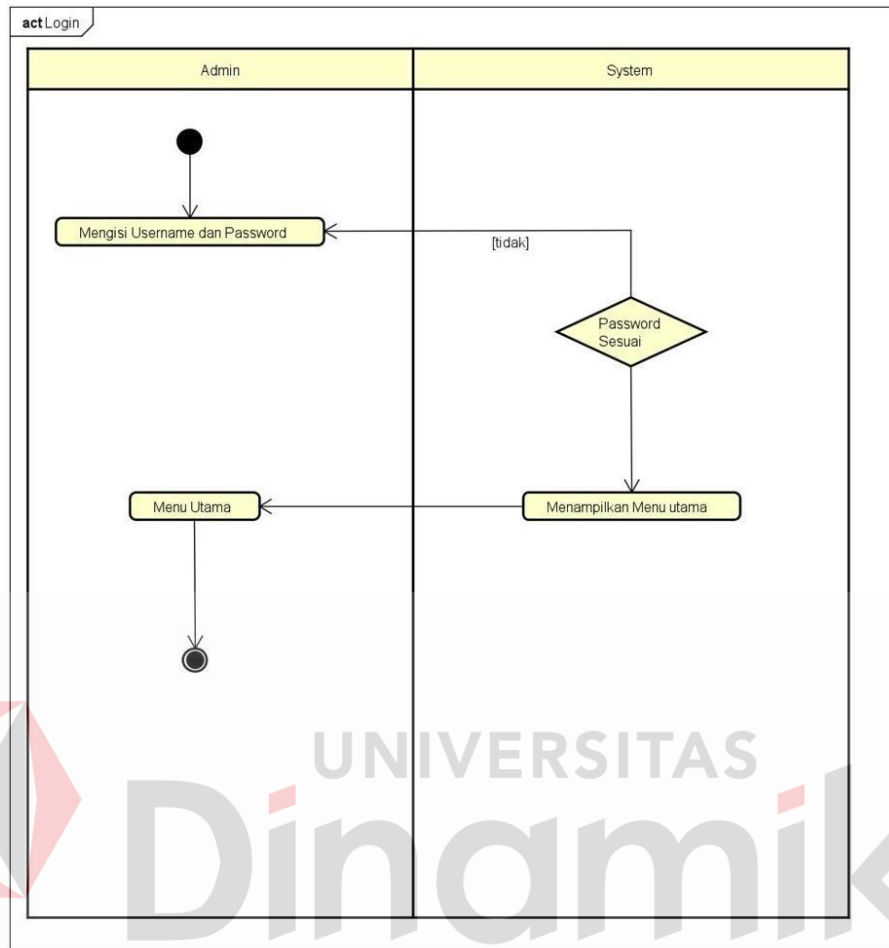 act Login
Admin
System
Mengisi Username dan Password
[tidak]
Password
Sesuai
Menu Utama
Menampilkan Menu utama
UNIVERSITAS
Dinamik